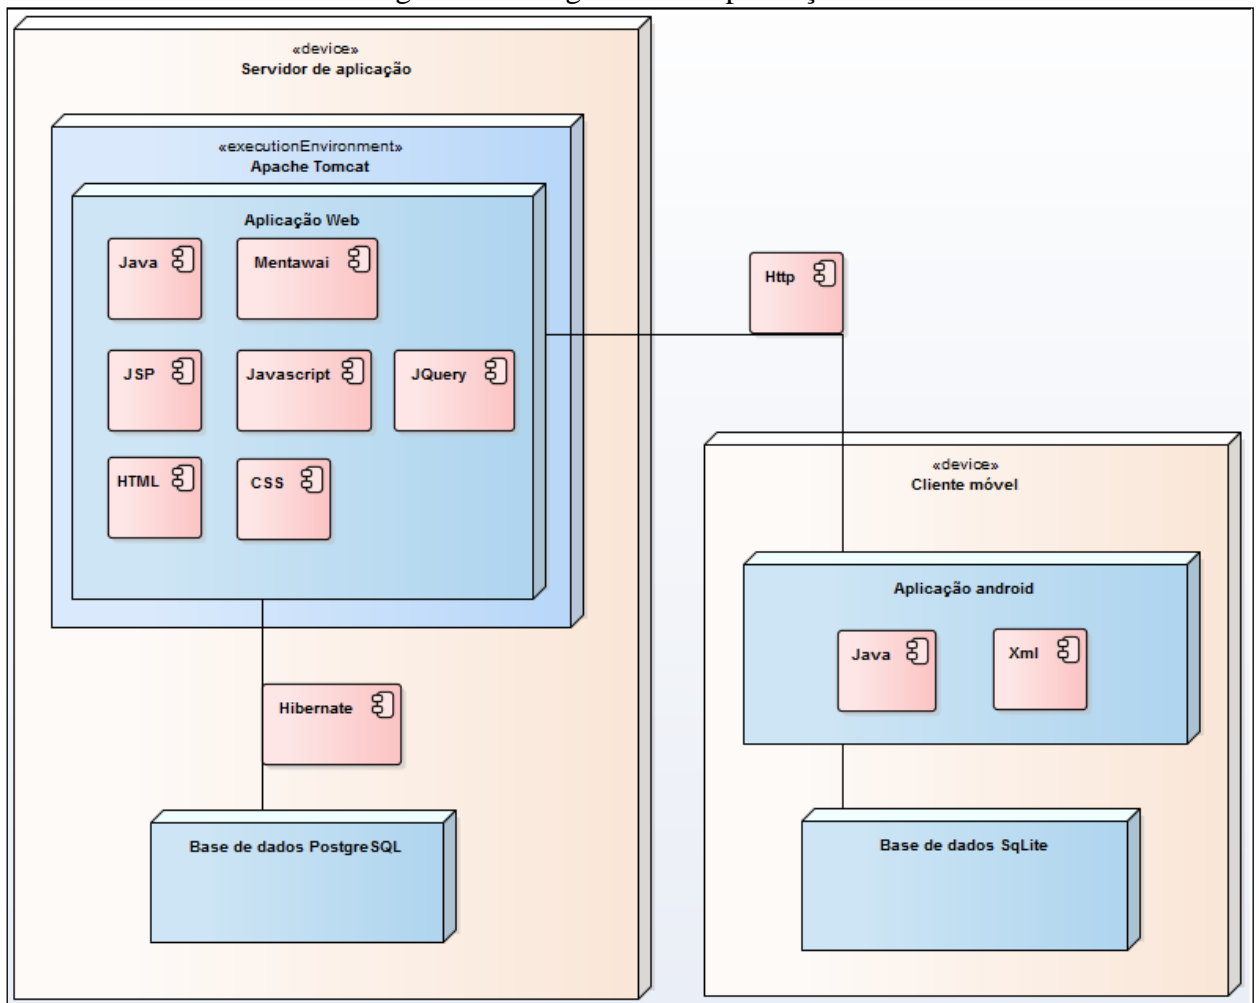 «device»
Servidor de aplicação
«executionEnvironment»
Apache Tomcat
Aplicação Web
Java
Mentawai
JSP
Javascript
JQuery
HTML
CSS
Hibernate
Base de dados PostgreSQL
Http
«device»
Cliente móvel
Aplicação android
Java
Xml
Base de dados SqLite